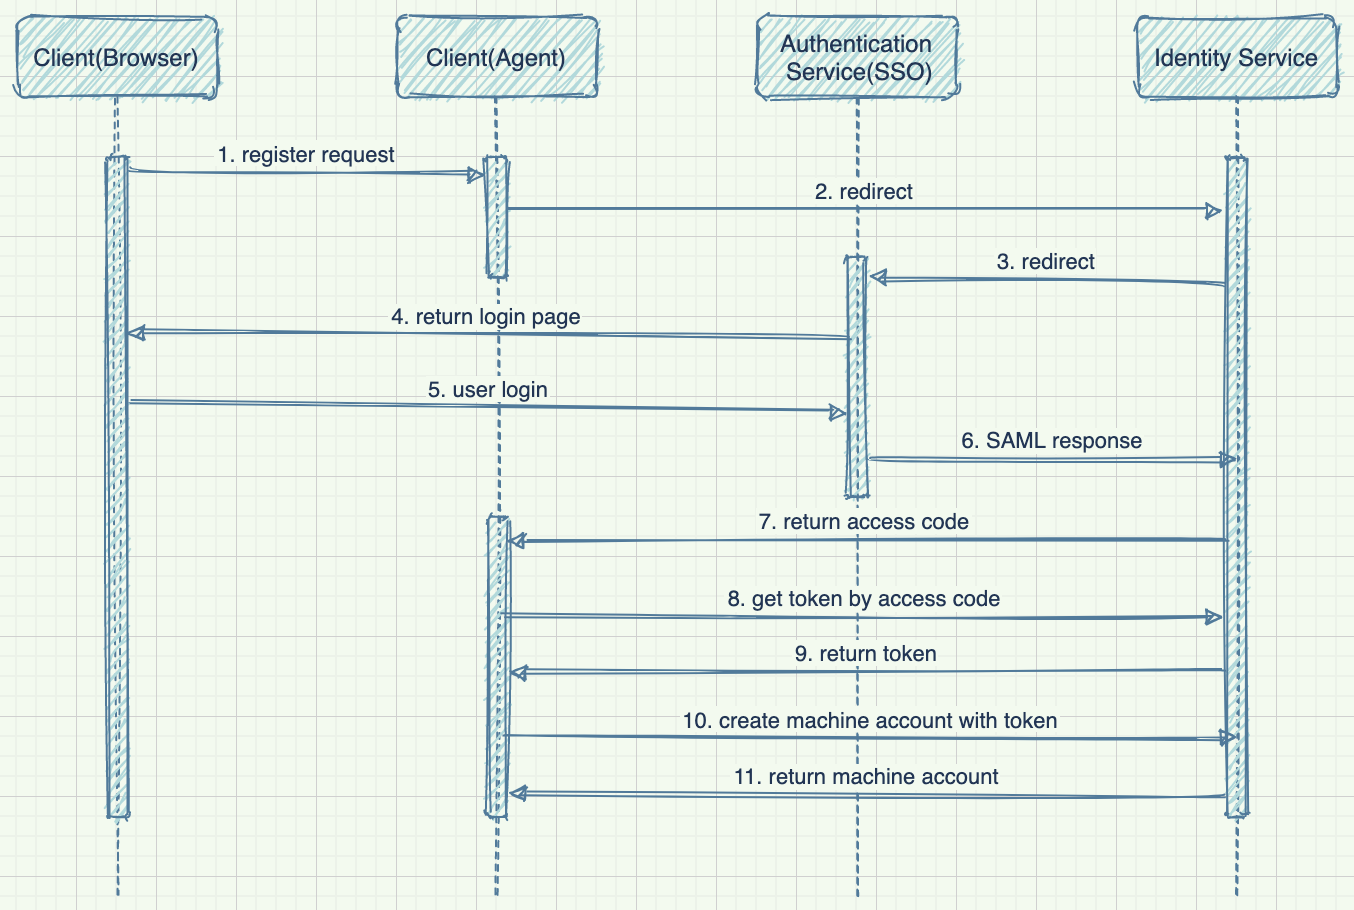 Client(Browser)
Client(Agent)
Authentication
Service(SSO)
Identity Service
1. register request
2. redirect
3. redirect
4. return login page
5. user login
6. SAML response
7. return access code
8. get token by access code
9. return token
10. create machine account with token
11. return machine account